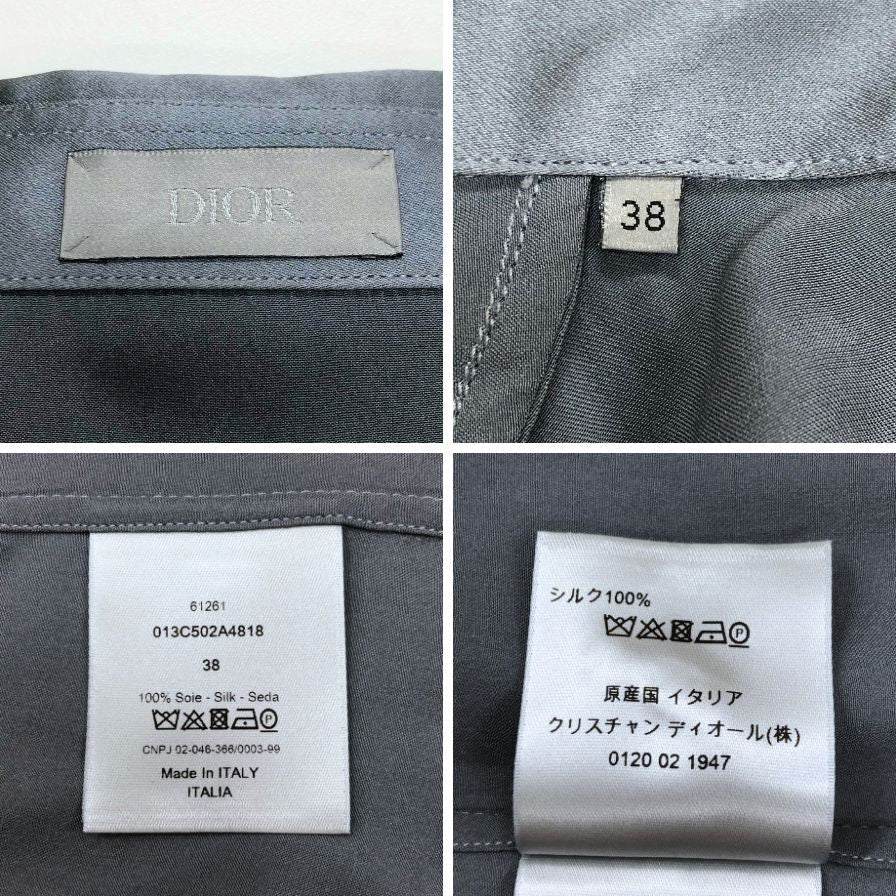 DIOR
38
61261
013C502A4818
38
100% Soie - Silk - Seda
CNPJ 02-046-366/0003-99
Made In ITALY
ITALIA
シルク100%
P
原産国 イタリア
クリスチャン ディオール(株)
0120 02 1947